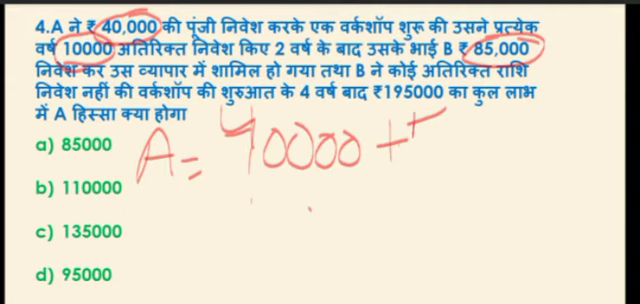 4.A ने ₹ 40,000 की पूंजी निवेश करके एक वर्कशॉप शुरू की उसने प्रत्येक
वर्ष 10000 अतिरिक्त निवेश किए 2 वर्ष के बाद उसके भाई B ₹ 85,000
निवेश कर उस व्यापार में शामिल हो गया तथा B ने कोई अतिरिक्त राशि
निवेश नहीं की वर्कशॉप की शुरुआत के 4 वर्ष बाद ₹195000 का कुल लाभ
में A हिस्सा क्या होगा
a) 85000
A= 40000 ++
b) 110000
c) 135000
d) 95000